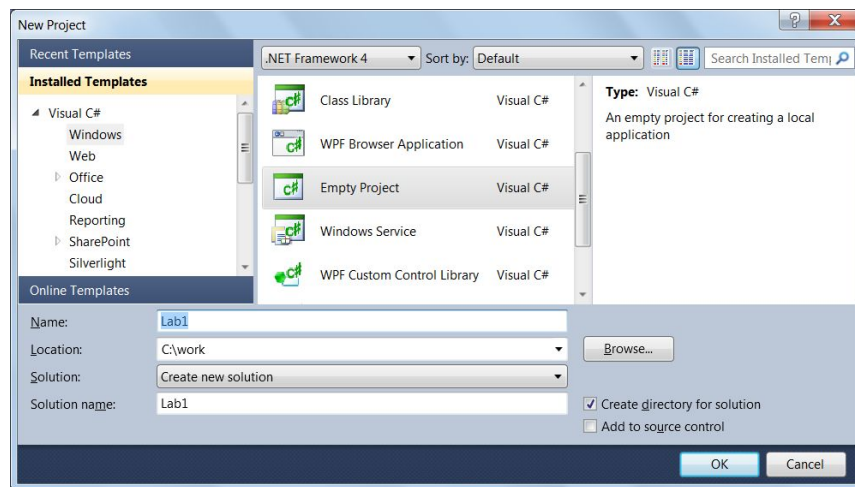 New Project
Recent Templates
.NET Framework 4 Sort by: Default
Installed Templates
Visual C#
Windows
Web
Office
Cloud
Reporting
SharePoint
Silverlight
Online Templates
Class Library Visual C#
WPF Browser Application Visual C#
Empty Project Visual C#
Windows Service Visual C#
WPF Custom Control Library Visual C#
Search Installed Temp
Type: Visual C#
An empty project for creating a local
application
Name: Lab1
Location: C:\work
Browse...
Solution: Create new solution
Solution name: Lab1
Create directory for solution
Add to source control
OK Cancel